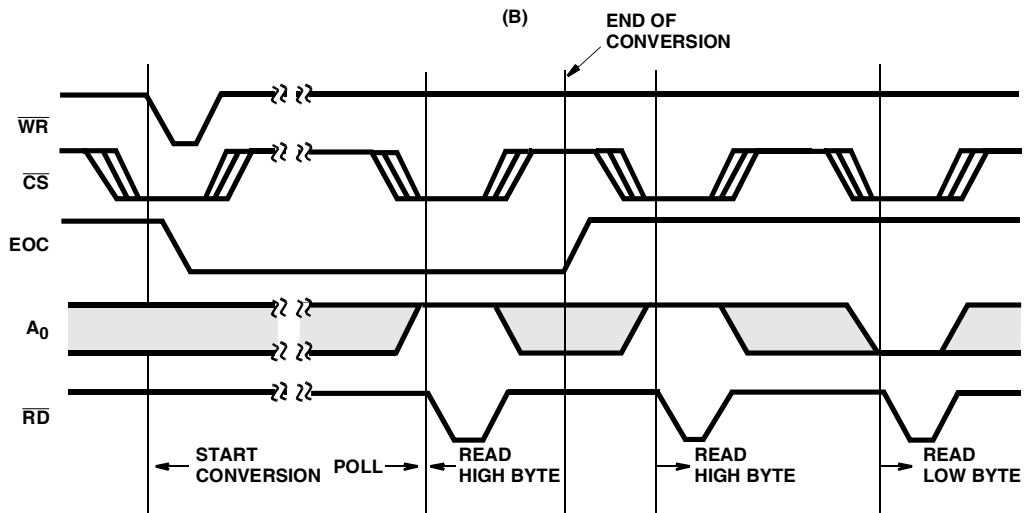 (B)
END OF
CONVERSION
WR
CS
EOC
A0
RD
START
CONVERSION
POLL
READ
HIGH BYTE
READ
HIGH BYTE
READ
LOW BYTE